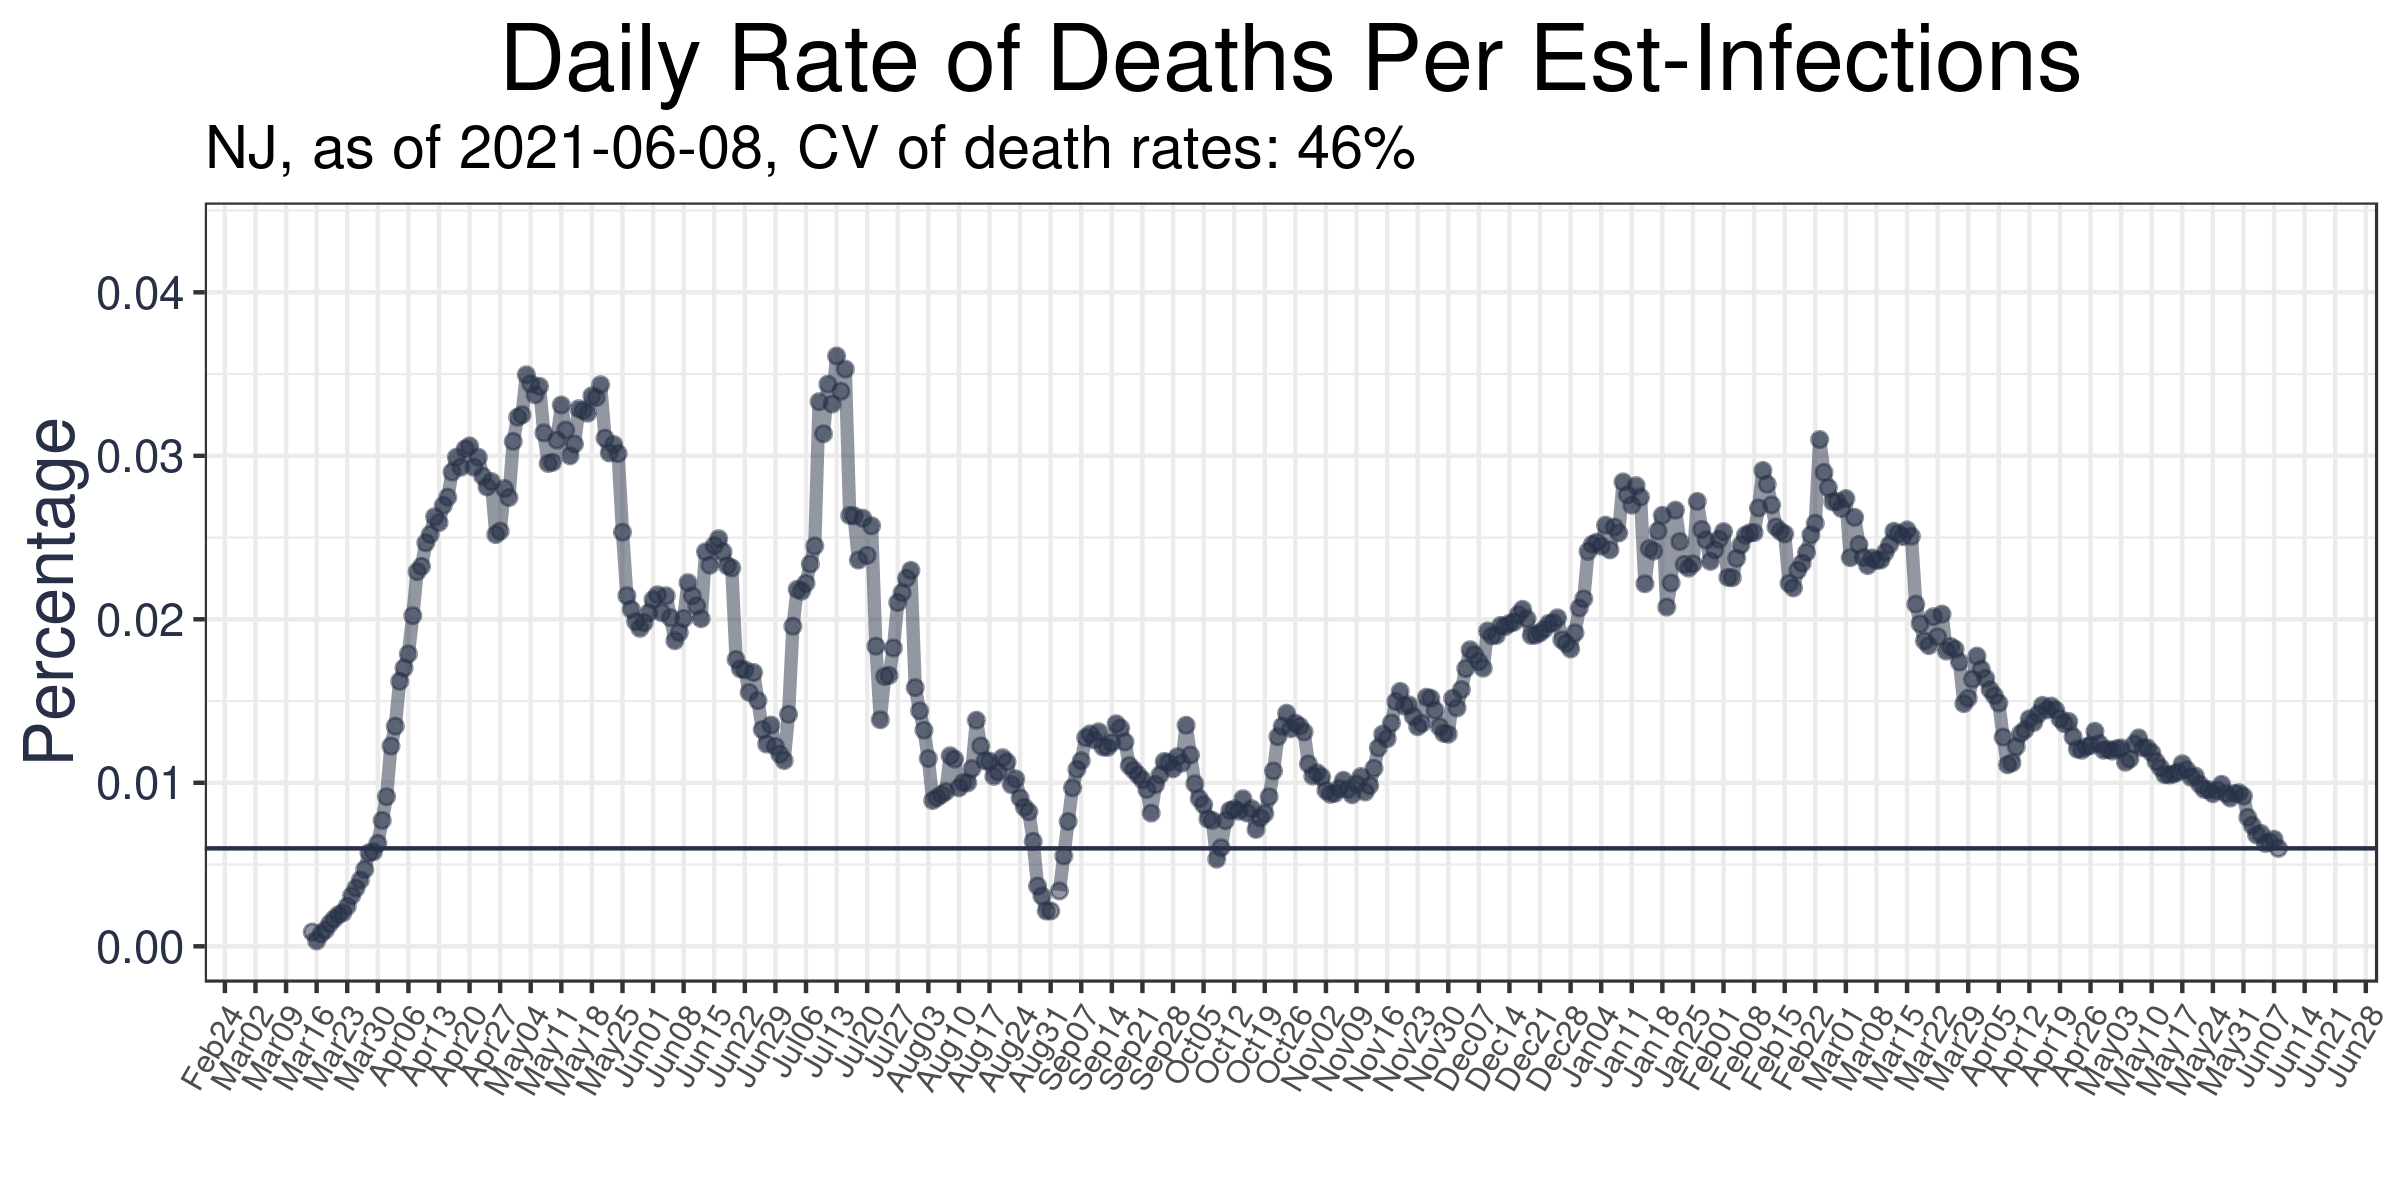 Daily Rate of Deaths Per Est-Infections
NJ, as of 2021-06-08, CV of death rates: 46%
Percentage
0.04
0.03
0.02
0.01
0.00
Feb24
Mar02
Mar09
Mar16
Mar23
Mar30
Apr06
Apr13
Apr20
Apr27
May04
May11
May18
May25
Jun01
Jun08
Jun15
Jun22
Jun29
Jul06
Jul13
Jul20
Jul27
Aug03
Aug10
Aug17
Aug24
Aug31
Sep07
Sep14
Sep21
Sep28
Oct05
Oct12
Oct19
Oct26
Nov02
Nov09
Nov16
Nov23
Nov30
Dec07
Dec14
Dec21
Dec28
Jan04
Jan11
Jan18
Jan25
Feb01
Feb08
Feb15
Feb22
Mar01
Mar08
Mar15
Mar22
Mar29
Apr05
Apr12
Apr19
Apr26
May03
May10
May17
May24
May31
Jun07
Jun14
Jun21
Jun28